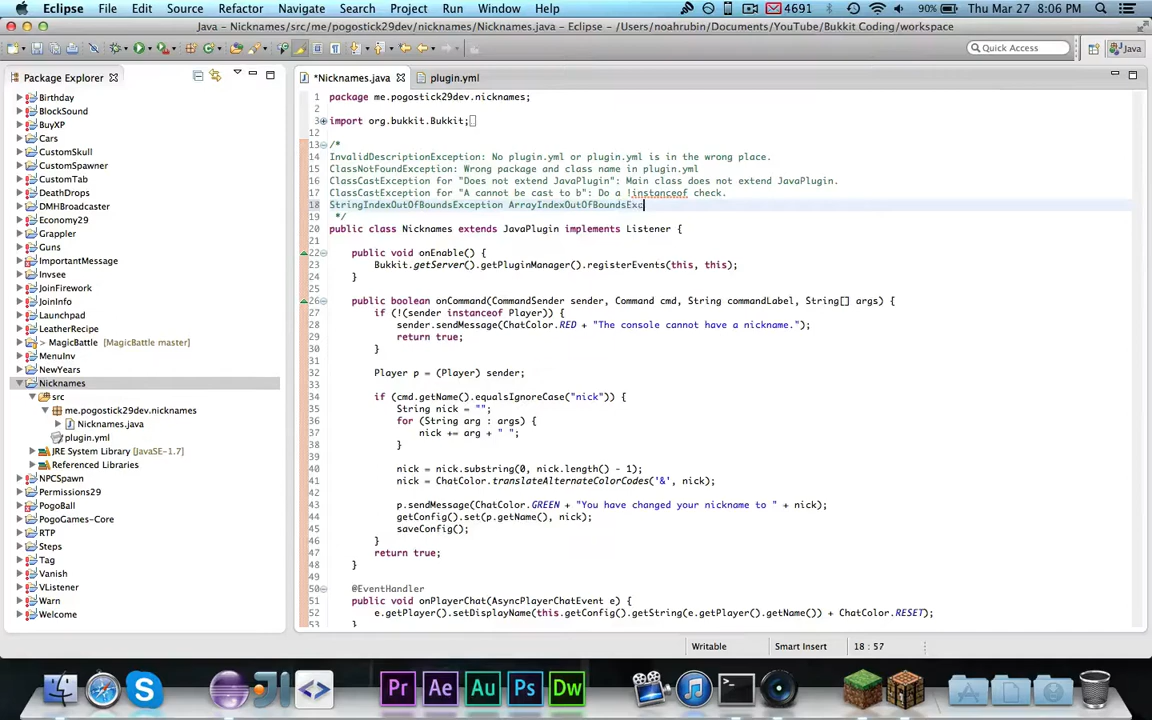 Eclipse File Edit Source Refactor Navigate Search Project Run Window Help 4691 90% Thu Mar 27 8:06 PM
Java – Nicknames/src/me/pogostick29dev/nicknames/Nicknames.java – Eclipse – /Users/noahrubin/Documents/YouTube/Bukkit Coding/workspace
Quick Access
Java
Package Explorer
*Nicknames.java
plugin.yml
Birthday
BlockSound
BuyXP
Cars
CustomSkull
CustomSpawner
CustomTab
DeathDrops
DMHBroadcaster
Economy29
Grappler
Guns
ImportantMessage
Invsee
JoinFirework
JoinInfo
Launchpad
LeatherRecipe
> MagicBattle [MagicBattle master]
MenuInv
NewYears
Nicknames
src
me.pogostick29dev.nicknames
Nicknames.java
plugin.yml
JRE System Library [JavaSE-1.7]
Referenced Libraries
NPCSpawn
Permissions29
PogoBall
PogoGames-Core
RTP
Steps
Tag
Vanish
VListener
Warn
Welcome
1 package me.pogostick29dev.nicknames;
2
3 import org.bukkit.Bukkit;
12
13 /*
14 InvalidDescriptionException: No plugin.yml or plugin.yml is in the wrong place.
15 ClassNotFoundException: Wrong package and class name in plugin.yml
16 ClassCastException for "Does not extend JavaPlugin": Main class does not extend JavaPlugin.
17 ClassCastException for "A cannot be cast to b": Do a !instanceof check.
18 StringIndexOutOfBoundsException ArrayIndexOutOfBoundsExc
19 */
20 public class Nicknames extends JavaPlugin implements Listener {
21
22 public void onEnable() {
23 Bukkit.getServer().getPluginManager().registerEvents(this, this);
24 }
25
26 public boolean onCommand(CommandSender sender, Command cmd, String commandLabel, String[] args) {
27 if (!(sender instanceof Player)) {
28 sender.sendMessage(ChatColor.RED + "The console cannot have a nickname.");
29 return true;
30 }
31
32 Player p = (Player) sender;
33
34 if (cmd.getName().equalsIgnoreCase("nick")) {
35 String nick = "";
36 for (String arg : args) {
37 nick += arg + " ";
38 }
39
40 nick = nick.substring(0, nick.length() - 1);
41 nick = ChatColor.translateAlternateColorCodes('&', nick);
42
43 p.sendMessage(ChatColor.GREEN + "You have changed your nickname to " + nick);
44 getConfig().set(p.getName(), nick);
45 saveConfig();
46 }
47 return true;
48 }
49
50 @EventHandler
51 public void onPlayerChat(AsyncPlayerChatEvent e) {
52 e.getPlayer().setDisplayName(this.getConfig().getString(e.getPlayer().getName()) + ChatColor.RESET);
53 }
Writable Smart Insert 18 : 57
Pr Ae Au Ps Dw